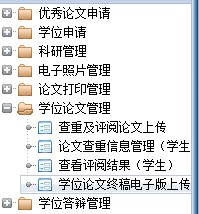 优秀论文申请
学位申请
科研管理
电子照片管理
论文打印管理
学位论文管理
查重及评阅论文上传
论文查重信息管理（学生
查看评阅结果（学生）
学位论文终稿电子版上传
学位答辩管理